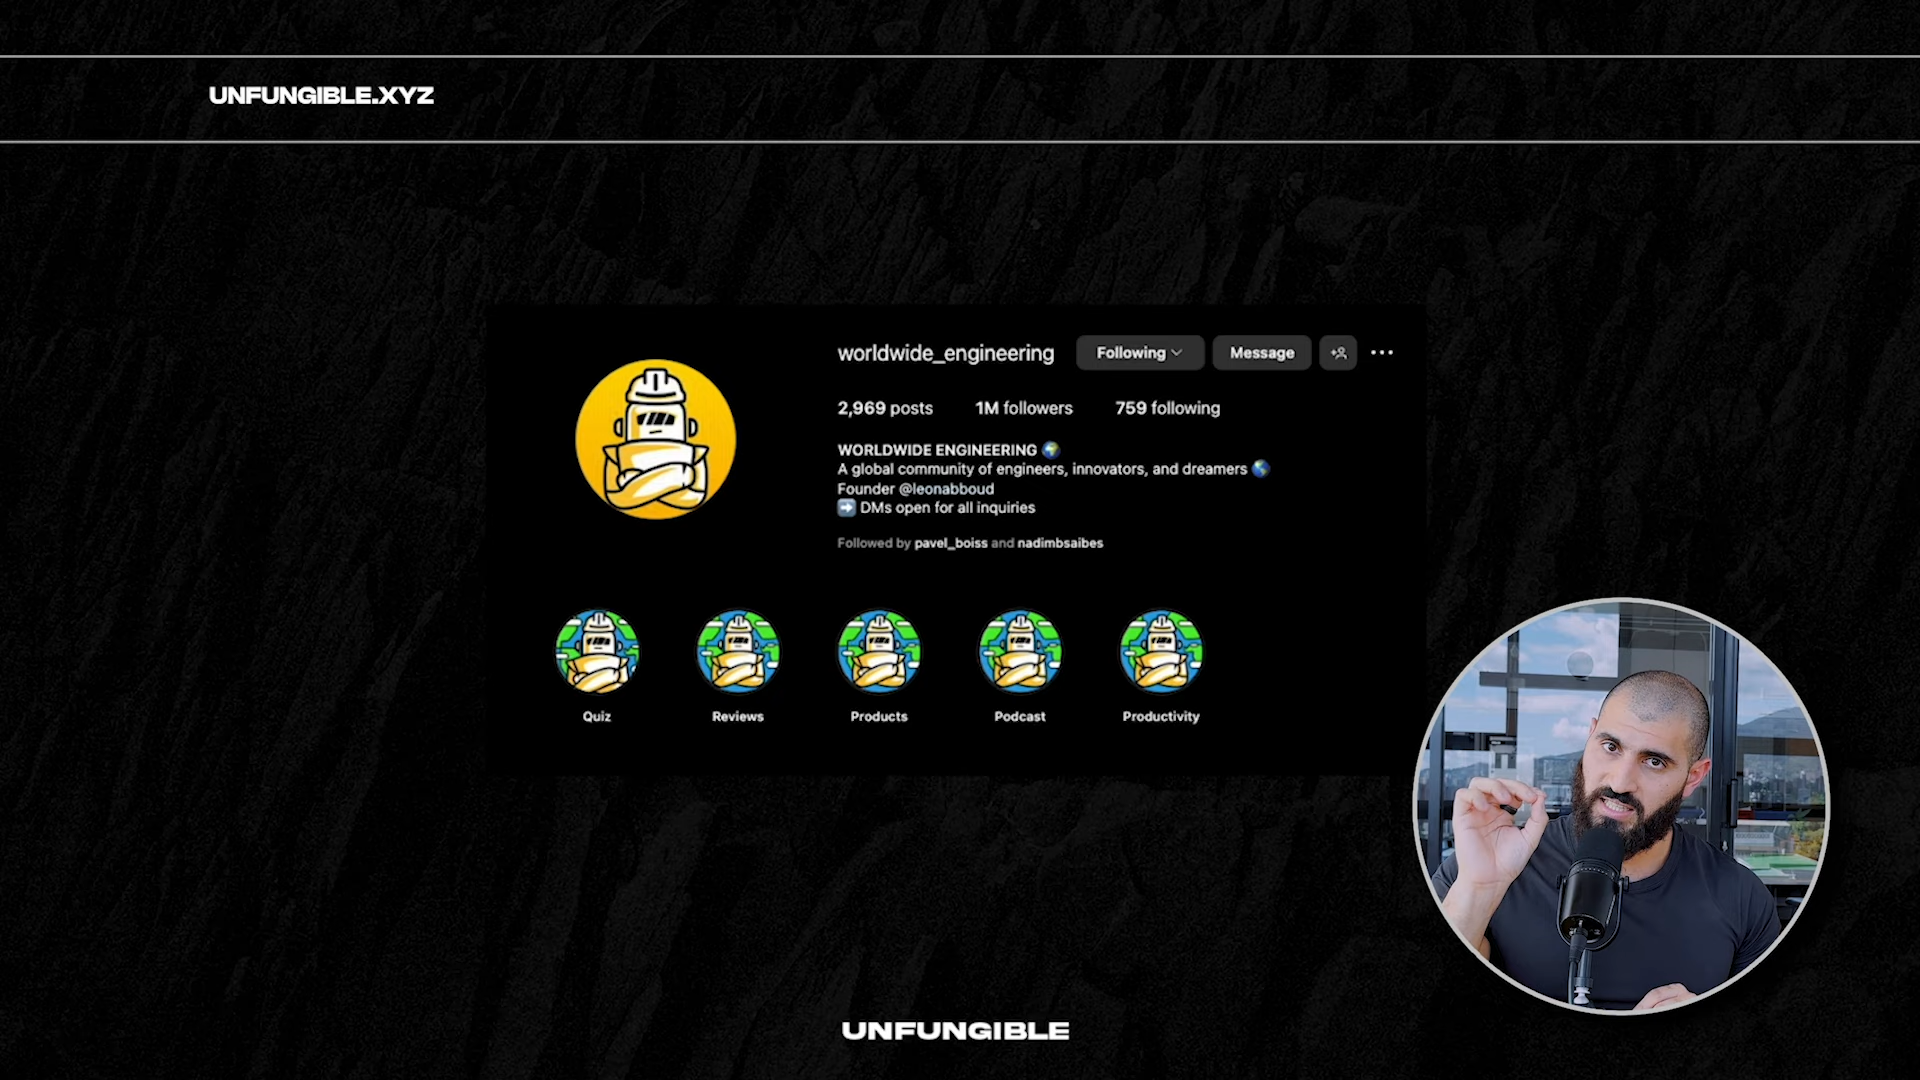 UNFUNGIBLE.XYZ
worldwide_engineering
Following
Message
2,969 posts
1M followers
759 following
WORLDWIDE ENGINEERING 🌍
A global community of engineers, innovators, and dreamers 🌎
Founder @leonabboud
➡️ DMs open for all inquiries
Followed by pavel_boiss and nadimbsaibes
Quiz
Reviews
Products
Podcast
Productivity
UNFUNGIBLE